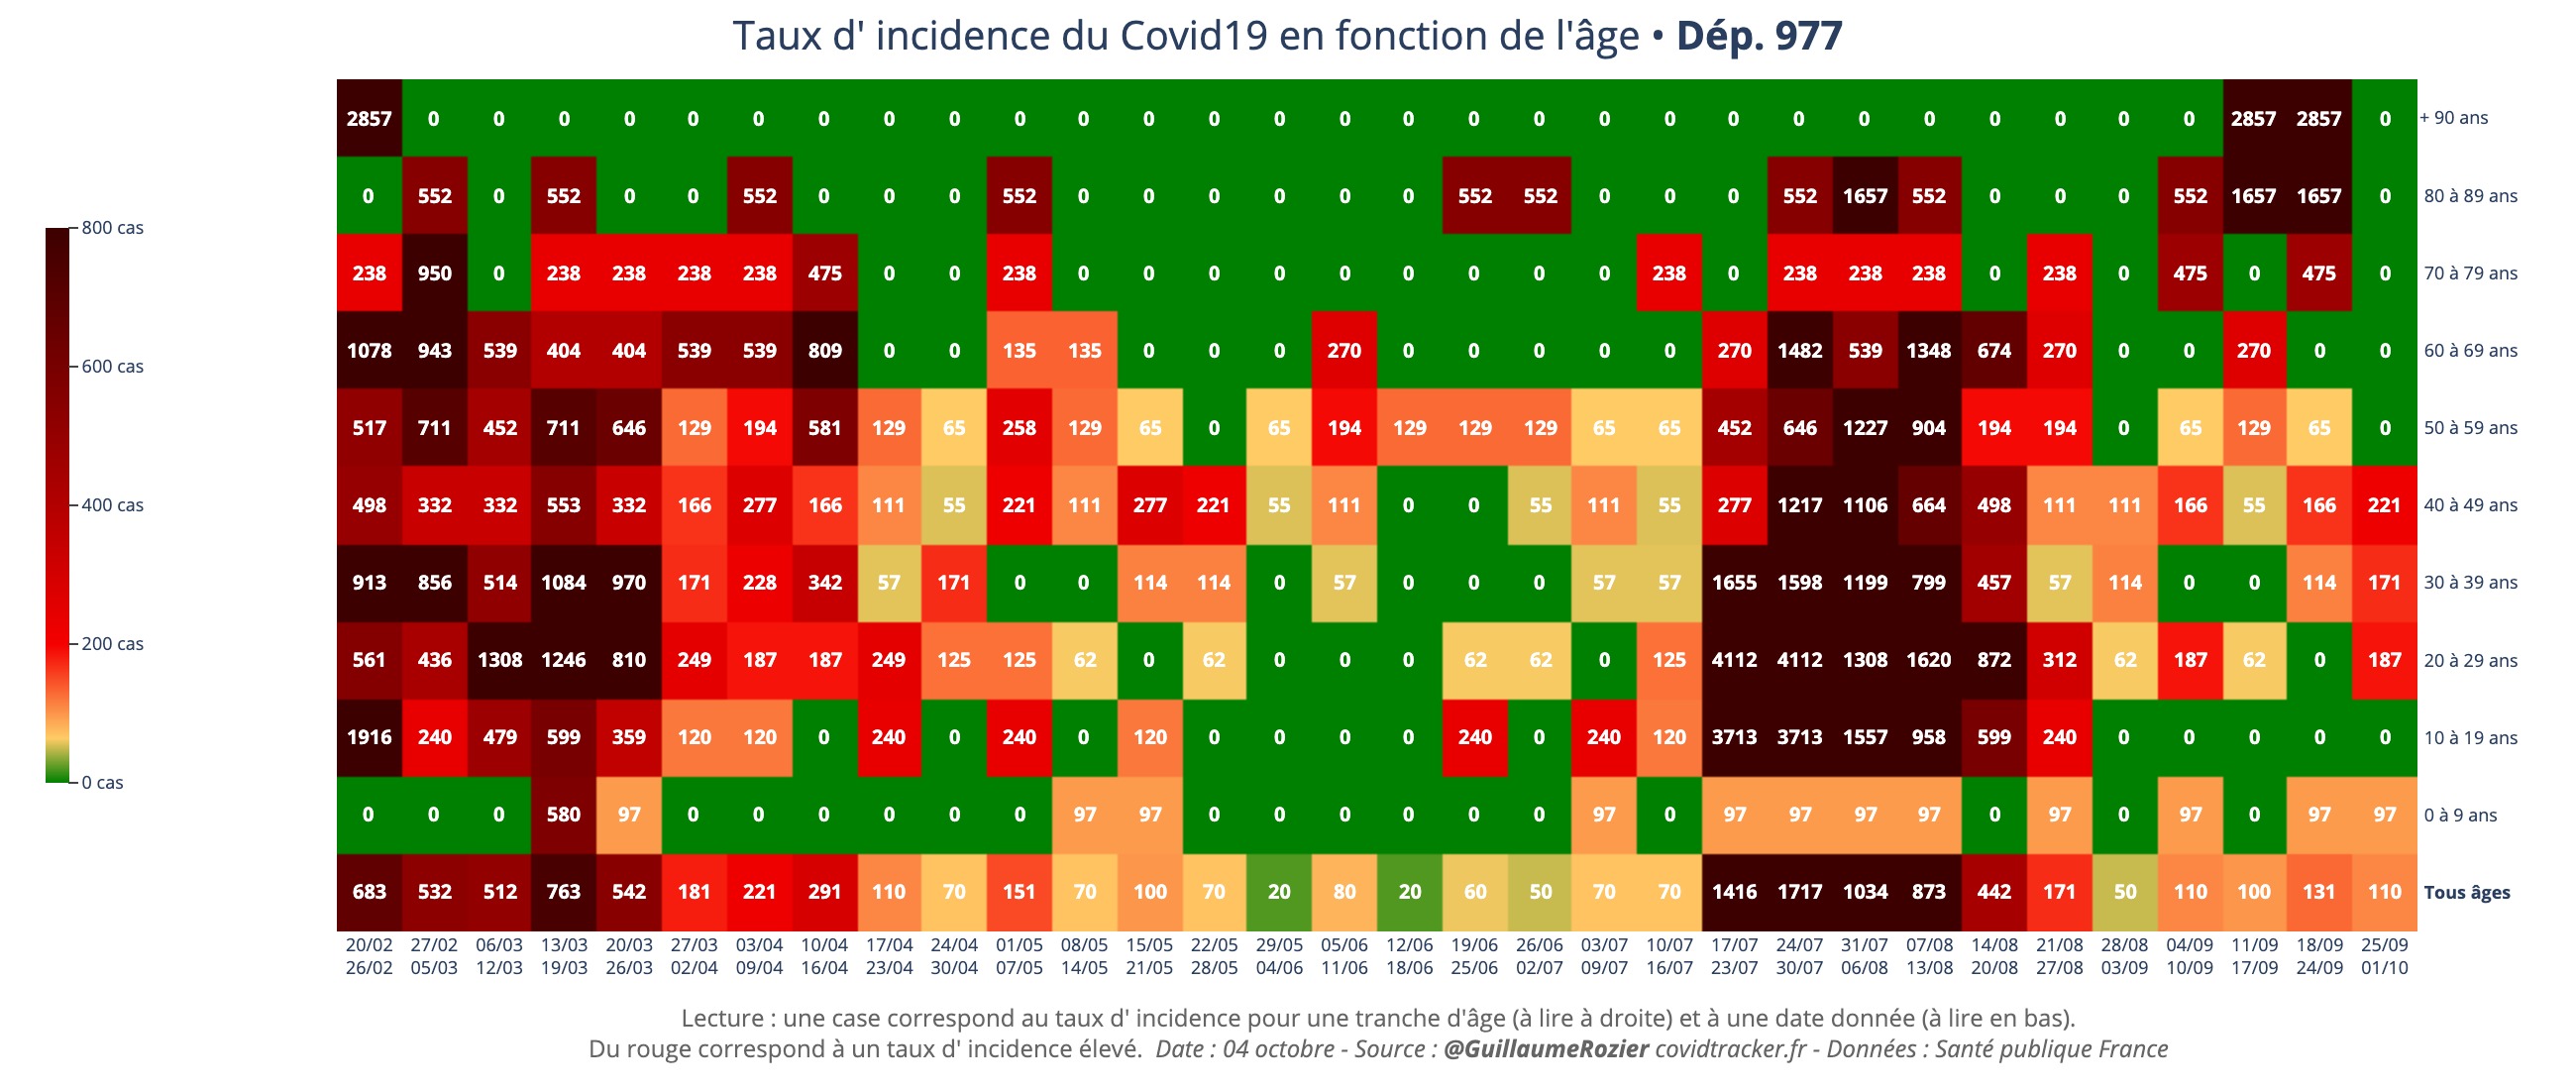 Taux d' incidence du Covid19 en fonction de l'âge • Dép. 977
800 cas
600 cas
400 cas
200 cas
0 cas
2857 0 0 0 0 0 0 0 0 0 0 0 0 0 0 0 0 0 0 0 0 0 0 0 0 0 0 0 0 2857 2857 0 + 90 ans
0 552 0 552 0 0 552 0 0 0 552 0 0 0 0 0 0 552 552 0 0 0 552 1657 552 0 0 0 552 1657 1657 0 80 à 89 ans
238 950 0 238 238 238 238 475 0 0 238 0 0 0 0 0 0 0 0 0 238 0 238 238 238 0 238 0 475 0 475 0 70 à 79 ans
1078 943 539 404 404 539 539 809 0 0 135 135 0 0 0 270 0 0 0 0 0 270 1482 539 1348 674 270 0 0 270 0 0 60 à 69 ans
517 711 452 711 646 129 194 581 129 65 258 129 65 0 65 194 129 129 129 65 65 452 646 1227 904 194 194 0 65 129 65 0 50 à 59 ans
498 332 332 553 332 166 277 166 111 55 221 111 277 221 55 111 0 0 55 111 55 277 1217 1106 664 498 111 111 166 55 166 221 40 à 49 ans
913 856 514 1084 970 171 228 342 57 171 0 0 114 114 0 57 0 0 0 57 57 1655 1598 1199 799 457 57 114 0 0 114 171 30 à 39 ans
561 436 1308 1246 810 249 187 187 249 125 125 62 0 62 0 0 0 62 62 0 125 4112 4112 1308 1620 872 312 62 187 62 0 187 20 à 29 ans
1916 240 479 599 359 120 120 0 240 0 240 0 120 0 0 0 0 240 0 240 120 3713 3713 1557 958 599 240 0 0 0 0 0 10 à 19 ans
0 0 0 580 97 0 0 0 0 0 0 97 97 0 0 0 0 0 0 97 0 97 97 97 97 0 97 0 97 0 97 97 0 à 9 ans
683 532 512 763 542 181 221 291 110 70 151 70 100 70 20 80 20 60 50 70 70 1416 1717 1034 873 442 171 50 110 100 131 110 Tous âges
20/02 27/02 06/03 13/03 20/03 27/03 03/04 10/04 17/04 24/04 01/05 08/05 15/05 22/05 29/05 05/06 12/06 19/06 26/06 03/07 10/07 17/07 24/07 31/07 07/08 14/08 21/08 28/08 04/09 11/09 18/09 25/09
26/02 05/03 12/03 19/03 26/03 02/04 09/04 16/04 23/04 30/04 07/05 14/05 21/05 28/05 04/06 11/06 18/06 25/06 02/07 09/07 16/07 23/07 30/07 06/08 13/08 20/08 27/08 03/09 10/09 17/09 24/09 01/10
Lecture : une case correspond au taux d' incidence pour une tranche d'âge (à lire à droite) et à une date donnée (à lire en bas).
Du rouge correspond à un taux d' incidence élevé. Date : 04 octobre - Source : @GuillaumeRozier covidtracker.fr - Données : Santé publique France